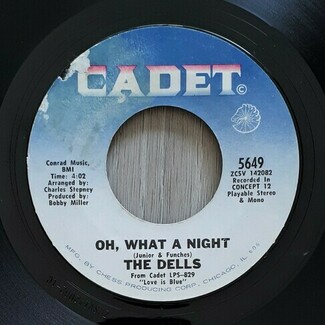 CADET©
Conrad Music,
BMI
Time: 4:02
Arranged by:
Charles Stepney
Produced by:
Bobby Miller
5649
ZCSV 142082
Recorded In
CONCEPT 12
Playable Stereo
& Mono
OH, WHAT A NIGHT
(Junior & Funches)
THE DELLS
From Cadet LPS-829
"Love is Blue"
MFG. BY CHESS PRODUCING CORP., CHICAGO, IL